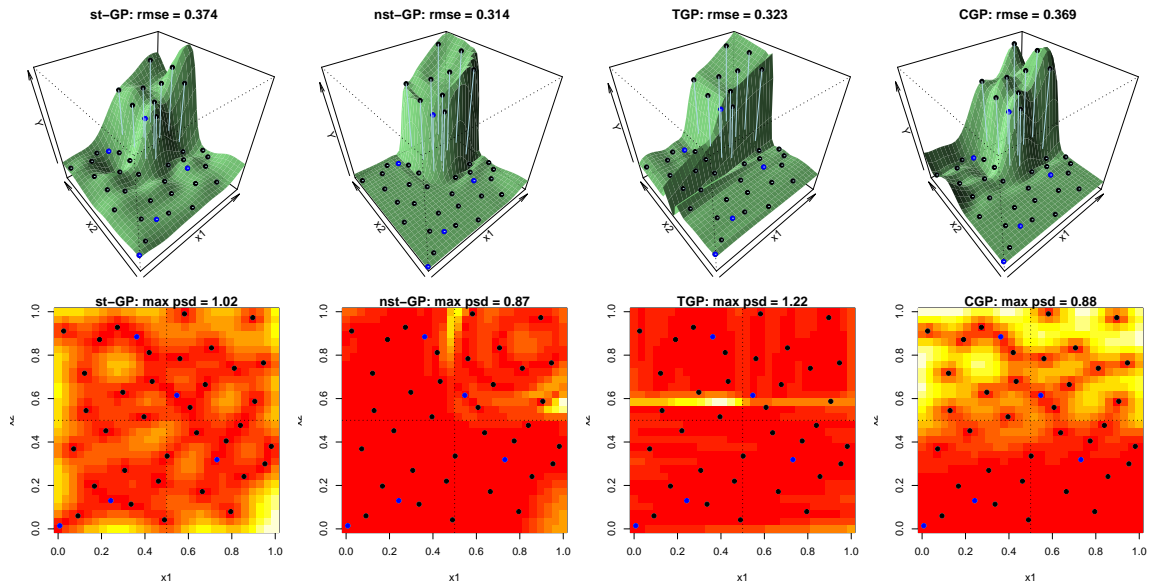 st−GP: rmse = 0.374
nst−GP: rmse = 0.314
TGP: rmse = 0.323
CGP: rmse = 0.369
Y
x2
x1
Y
x2
x1
Y
x2
x1
Y
x2
x1
st−GP: max psd = 1.02
nst−GP: max psd = 0.87
TGP: max psd = 1.22
CGP: max psd = 0.88
1.0
0.8
0.6
0.4
0.2
0.0
x2
0.0 0.2 0.4 0.6 0.8 1.0
x1
1.0
0.8
0.6
0.4
0.2
0.0
x2
0.0 0.2 0.4 0.6 0.8 1.0
x1
1.0
0.8
0.6
0.4
0.2
0.0
x2
0.0 0.2 0.4 0.6 0.8 1.0
x1
1.0
0.8
0.6
0.4
0.2
0.0
x2
0.0 0.2 0.4 0.6 0.8 1.0
x1